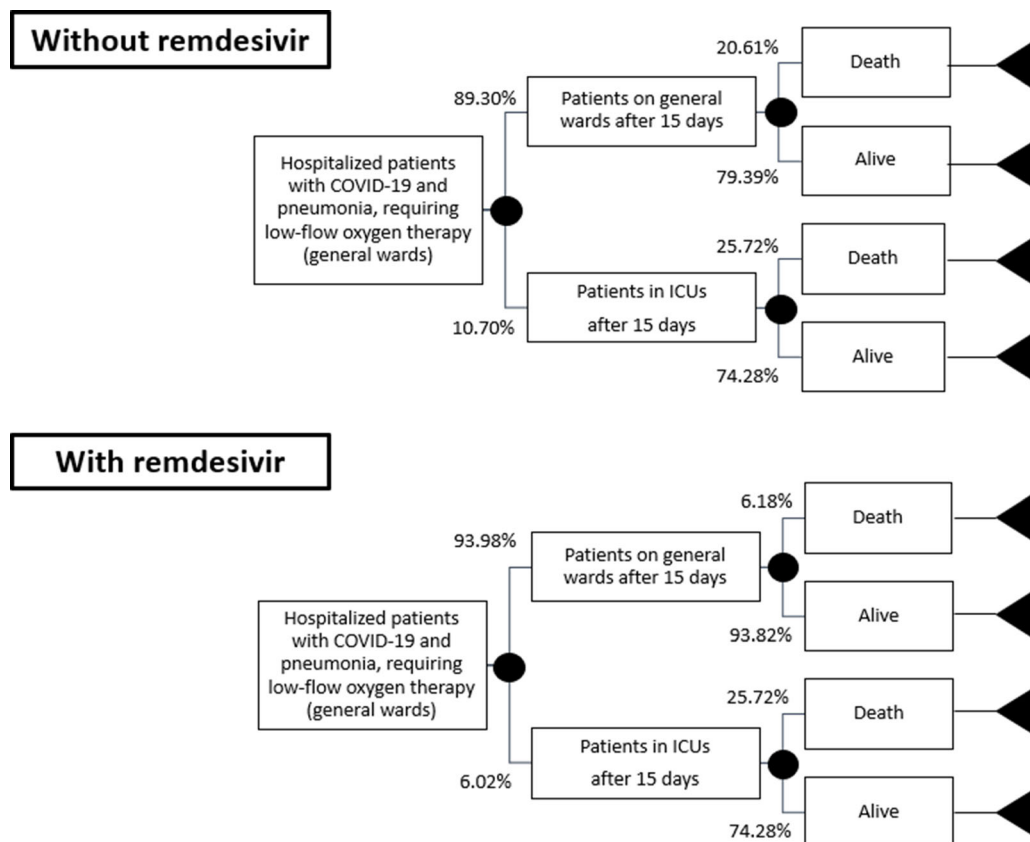 Without remdesivir
20.61%
Death
89.30%
Patients on general
wards after 15 days
Alive
79.39%
Hospitalized patients
with COVID-19 and
pneumonia, requiring
low-flow oxygen therapy
(general wards)
25.72%
Death
Patients in ICUs
after 15 days
10.70%
Alive
74.28%
With remdesivir
6.18%
Death
93.98%
Patients on general
wards after 15 days
Alive
93.82%
Hospitalized patients
with COVID-19 and
pneumonia, requiring
low-flow oxygen therapy
(general wards)
25.72%
Death
Patients in ICUs
after 15 days
6.02%
Alive
74.28%